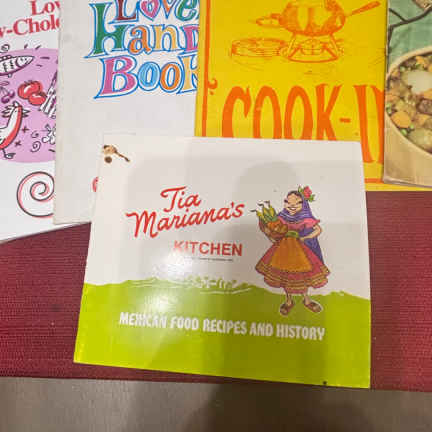 Lov
w-Chole
Love
Hand
Book
COOK-I
Tia
Mariana's
KITCHEN
MEXICAN FOOD RECIPES AND HISTORY